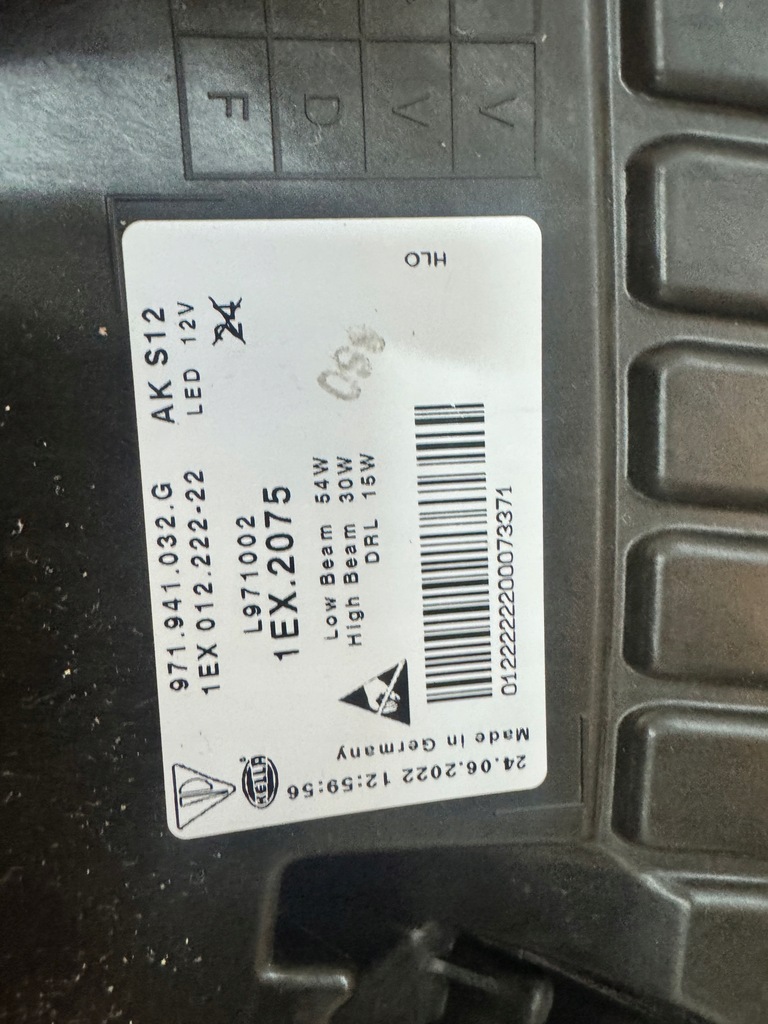 V
V
D
F
971.941.032.G AK S12
1EX 012.222-22 LED 12V
24
L971002
1EX.2075
Low Beam 54W
High Beam 30W
DRL 15W
0122222200073371
HLO
HELLA
24.06.2022 12:59:56
Made in Germany